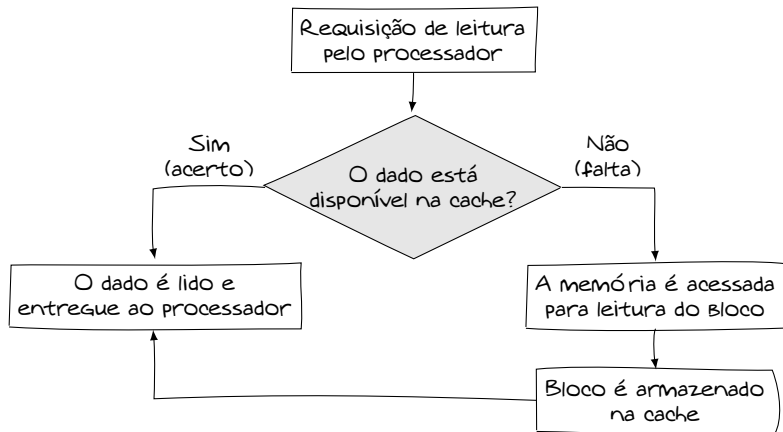 Requisição de leitura
pelo processador
Sim
(acerto)
Não
(falta)
O dado está
disponível na cache?
O dado é lido e
entregue ao processador
A memória é acessada
para leitura do bloco
Bloco é armazenado
na cache